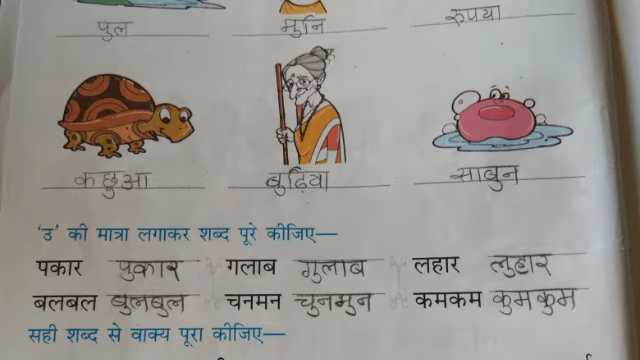 पुल मुनि रुपया
कछुआ बुढ़िया साबुन
'उ' की मात्रा लगाकर शब्द पूरे कीजिए—
पकार पुकार गलाब गुलाब लहार लुहार
बलबल बुलबुल चनमन चुनमुन कमकम कुमकुम
सही शब्द से वाक्य पूरा कीजिए—